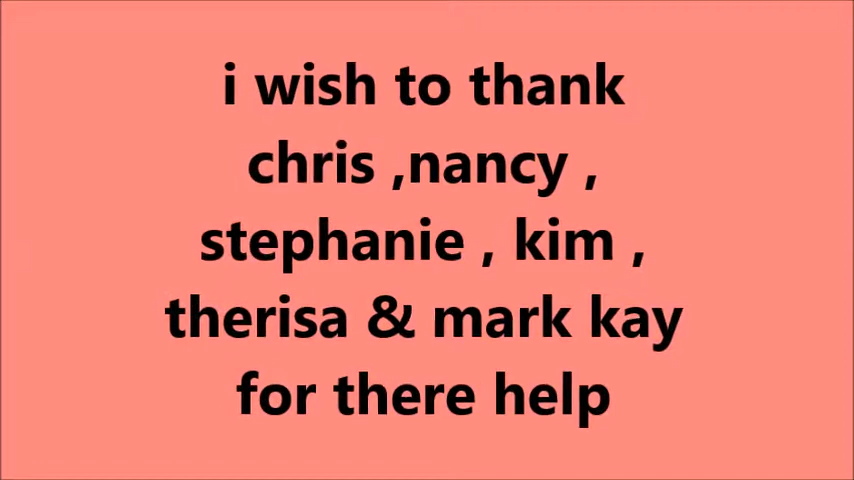 i wish to thank
chris ,nancy ,
stephanie , kim ,
therisa & mark kay
for there help